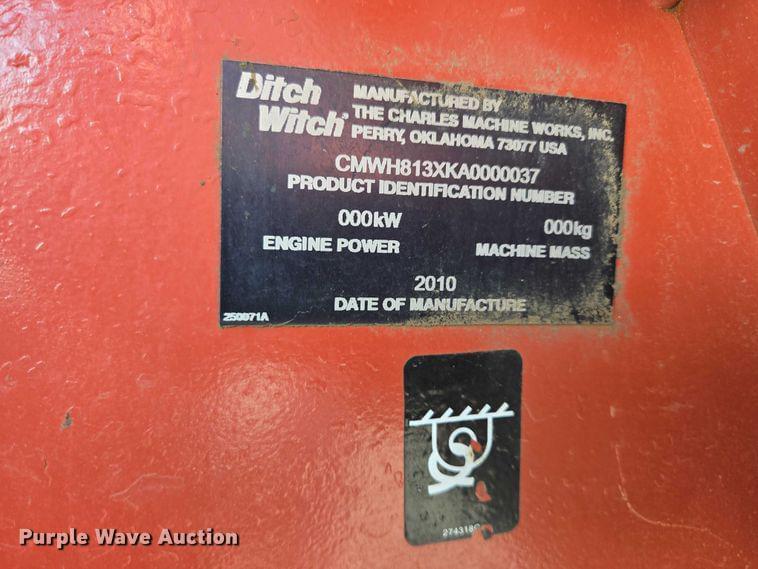 Ditch
Witch®
MANUFACTURED BY
THE CHARLES MACHINE WORKS, INC.
PERRY, OKLAHOMA 73077 USA
CMWH813XKA0000037
PRODUCT IDENTIFICATION NUMBER
000kW
000kg
ENGINE POWER
MACHINE MASS
2010
DATE OF MANUFACTURE
250071A
Purple Wave Auction